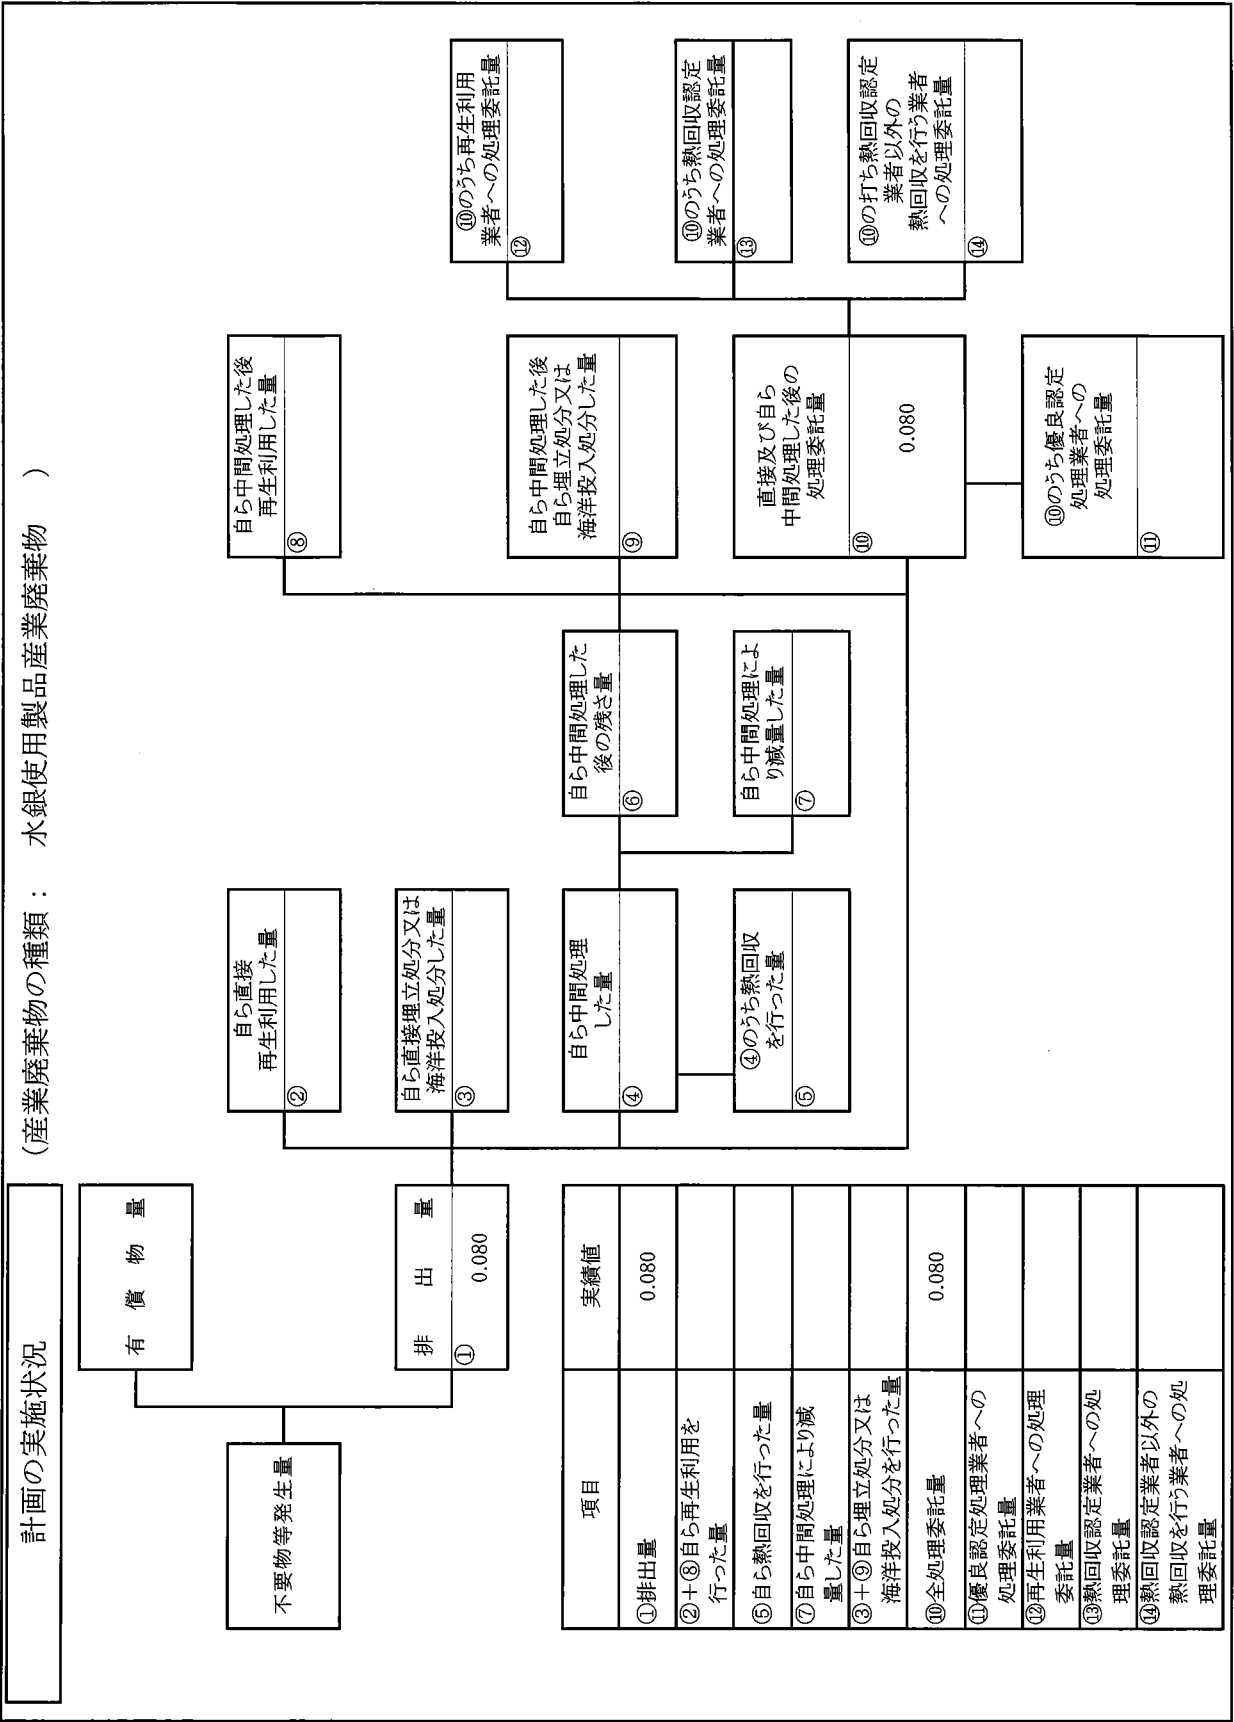 計画の実施状況
(産業廃棄物の種類： 水銀使用製品産業廃棄物 )
有償物量
不要物等発生量
排出量
①
0.080
自ら直接
再生利用した量
②
自ら直接埋立処分又は
海洋投入処分した量
③
自ら中間処理
した量
④
④のうち熱回収
を行った量
⑤
自ら中間処理した
後の残さ量
⑥
自ら中間処理によ
り減量した量
⑦
自ら中間処理した後
再生利用した量
⑧
自ら中間処理した後
自ら埋立処分又は
海洋投入処分した量
⑨
直接及び自ら
中間処理した後の
処理委託量
⑩
0.080
⑩のうち優良認定
処理業者への
処理委託量
⑪
⑩のうち再生利用
業者への処理委託量
⑫
⑩のうち熱回収認定
業者への処理委託量
⑬
⑩の打ち熱回収認定
業者以外の
熱回収を行う業者
への処理委託量
⑭
項目 実績値
①排出量 0.080
②＋⑧自ら再生利用を
行った量
⑤自ら熱回収を行った量
⑦自ら中間処理により減
量した量
③＋⑨自ら埋立処分又は
海洋投入処分を行った量
⑩全処理委託量 0.080
⑪優良認定処理業者への
処理委託量
⑫再生利用業者への処理
委託量
⑬熱回収認定業者への処
理委託量
⑭熱回収認定業者以外の
熱回収を行う業者への処
理委託量